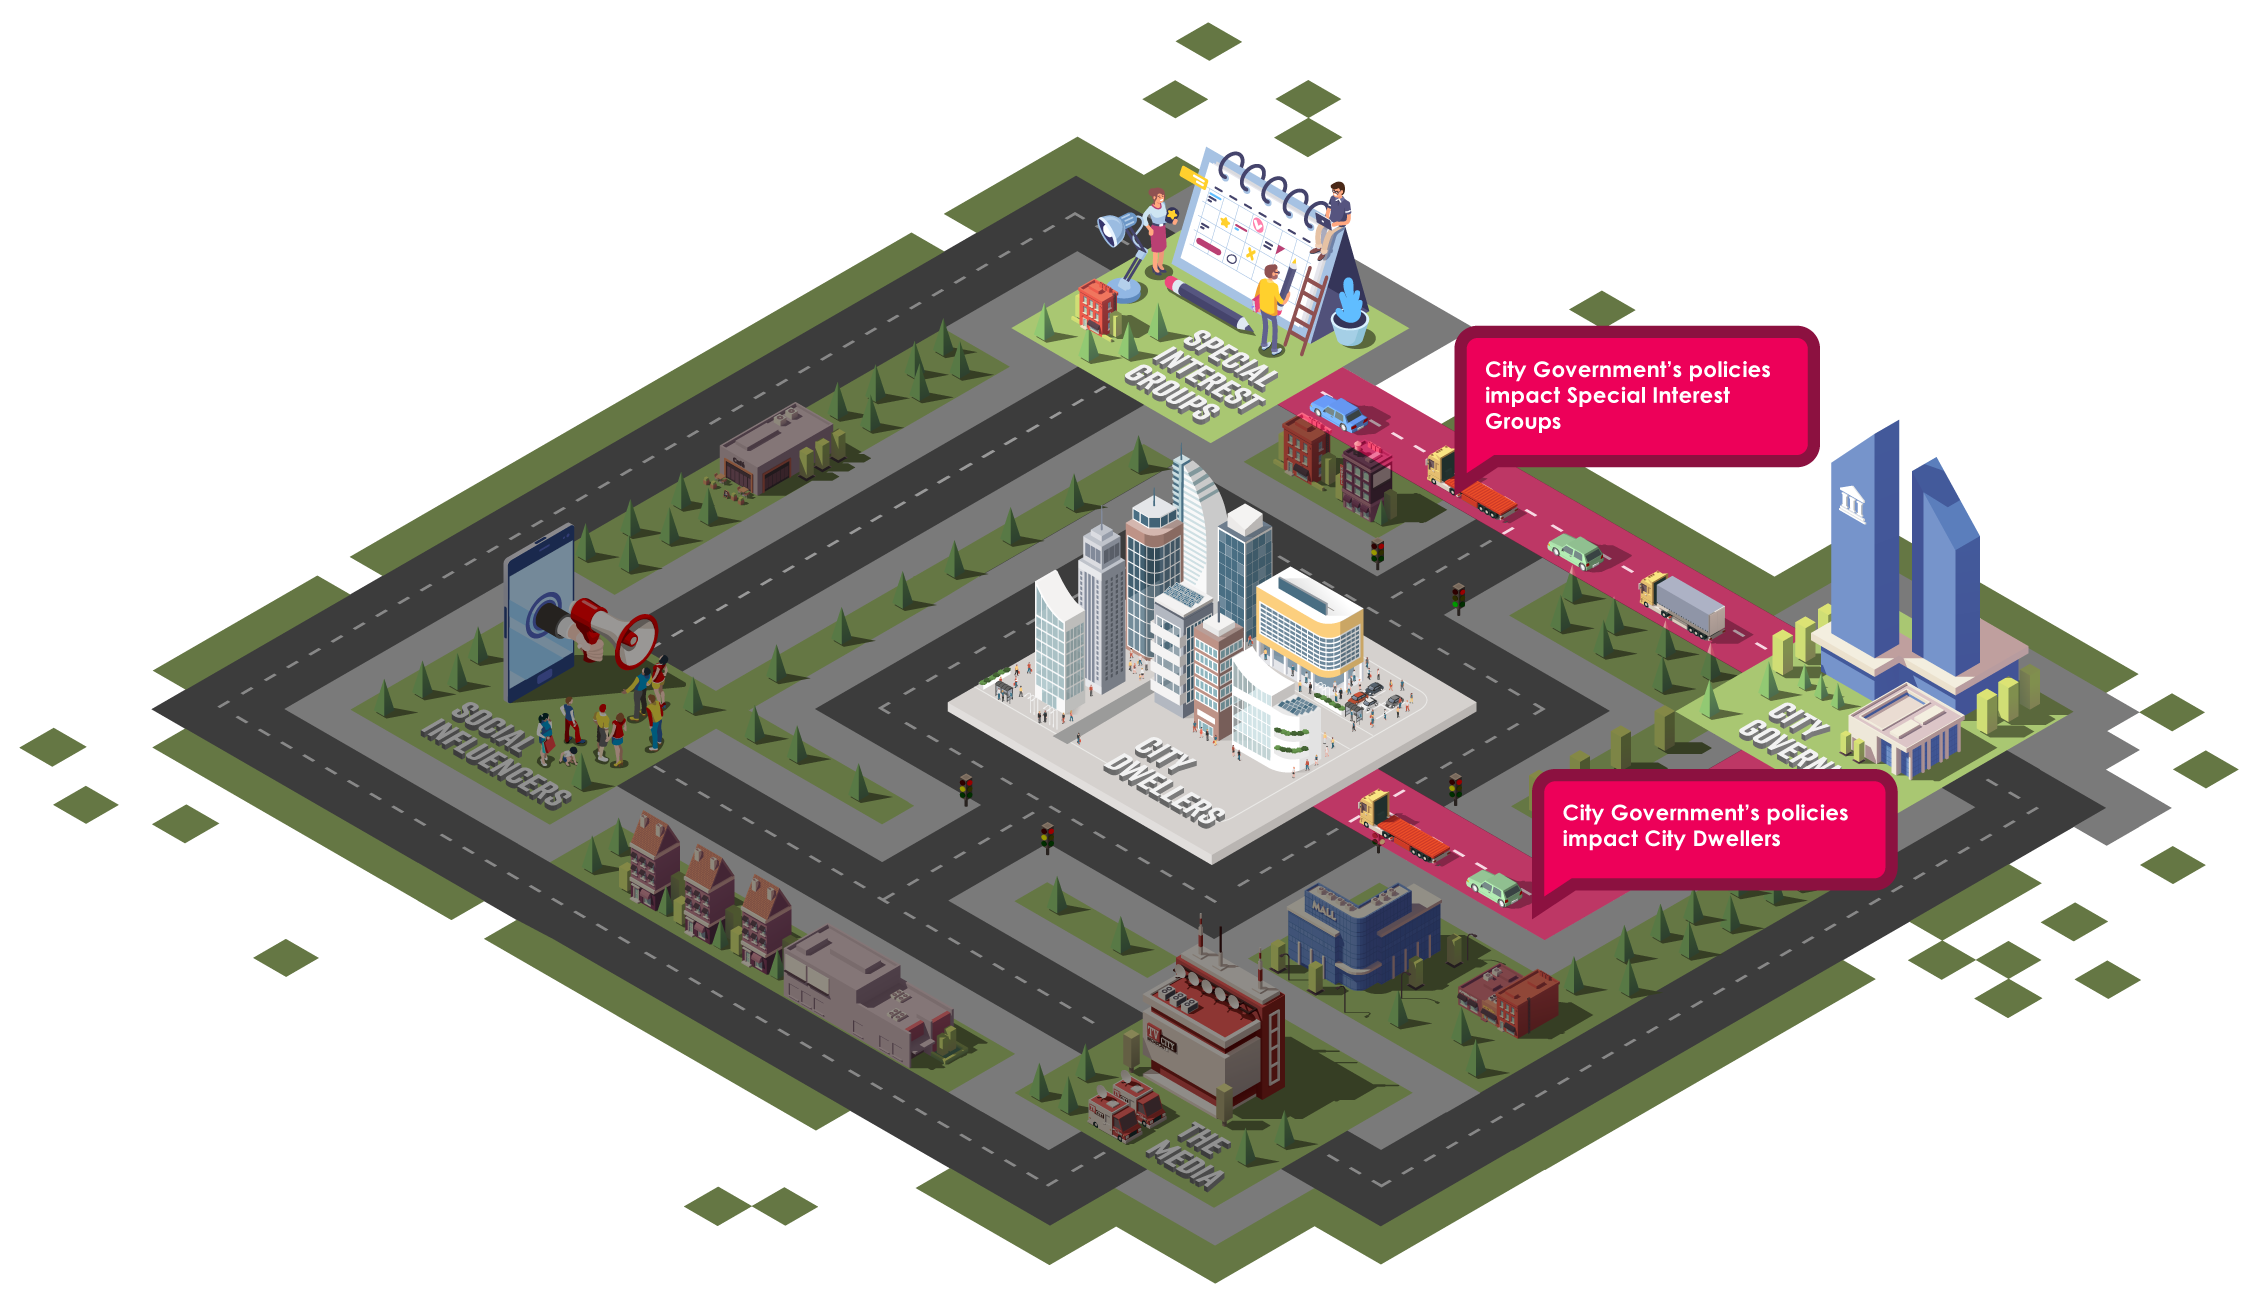 SPECIAL
INTEREST
GROUPS
City Government’s policies
impact Special Interest
Groups
SOCIAL
INFLUENCERS
CITY
DWELLERS
CITY
GOVERN
City Government’s policies
impact City Dwellers
MALL
TV CITY
THE
MEDIA